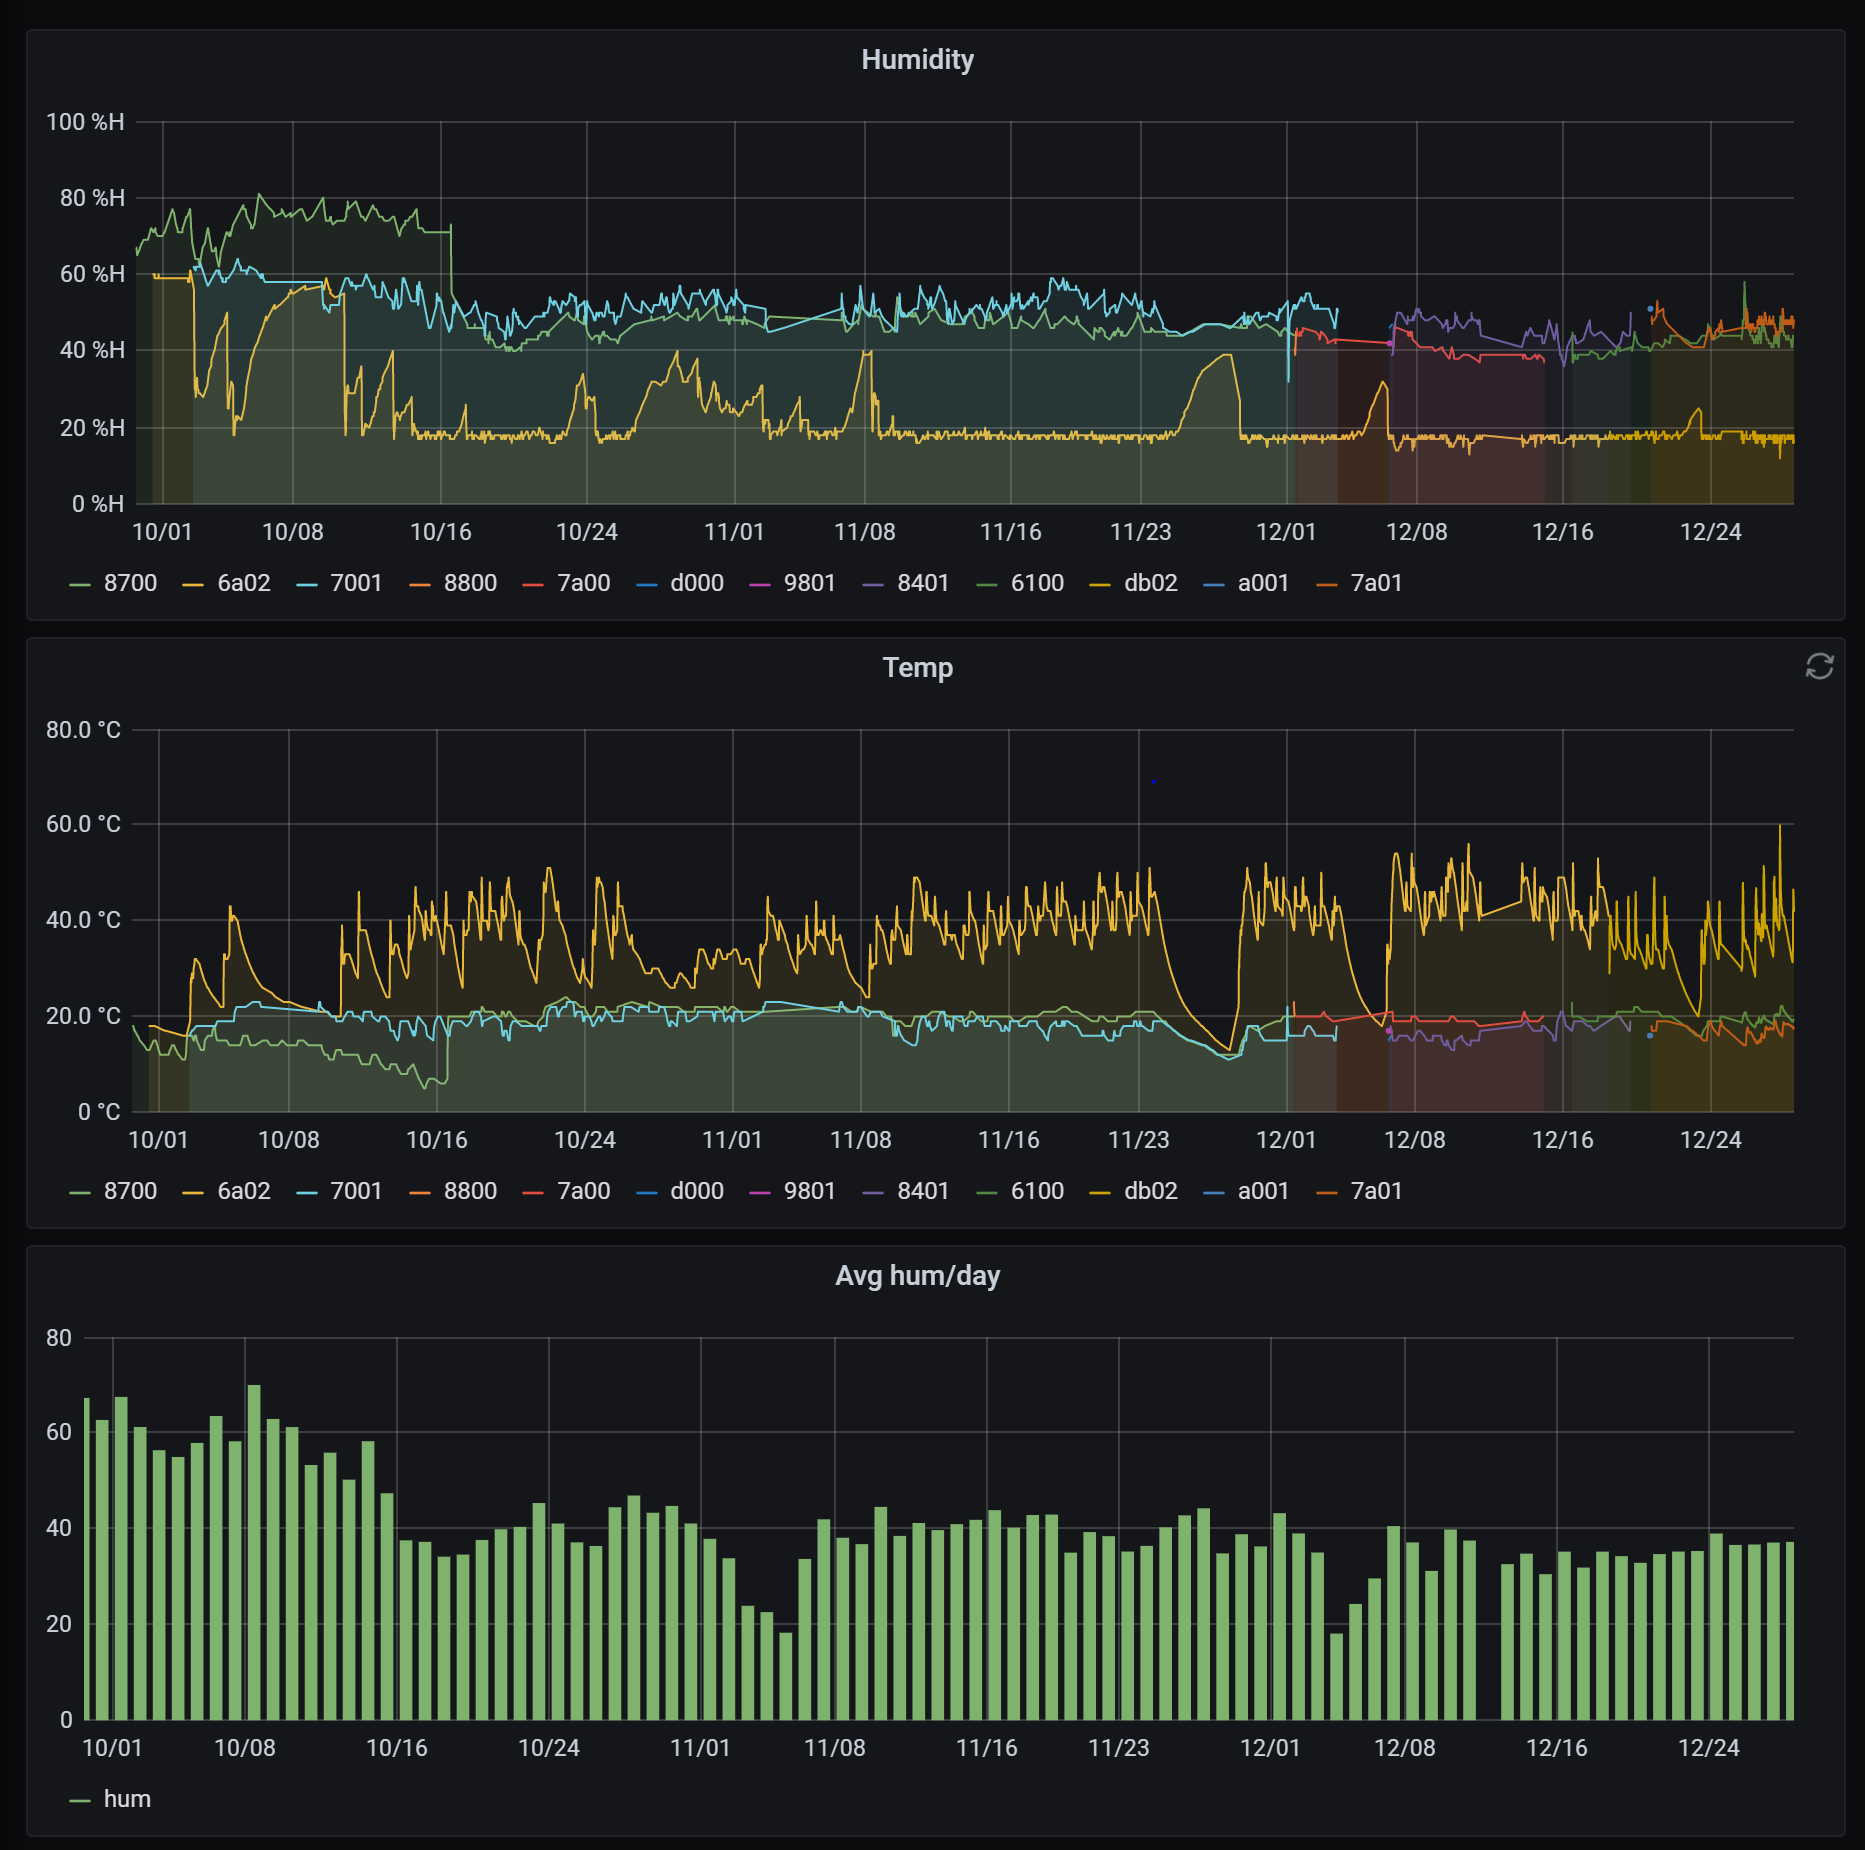 Humidity
100 %H
80 %H
60 %H
40 %H
20 %H
0 %H
10/01 10/08 10/16 10/24 11/01 11/08 11/16 11/23 12/01 12/08 12/16 12/24
8700 6a02 7001 8800 7a00 d000 9801 8401 6100 db02 a001 7a01
Temp
80.0 °C
60.0 °C
40.0 °C
20.0 °C
0 °C
10/01 10/08 10/16 10/24 11/01 11/08 11/16 11/23 12/01 12/08 12/16 12/24
8700 6a02 7001 8800 7a00 d000 9801 8401 6100 db02 a001 7a01
Avg hum/day
80
60
40
20
0
10/01 10/08 10/16 10/24 11/01 11/08 11/16 11/23 12/01 12/08 12/16 12/24
hum